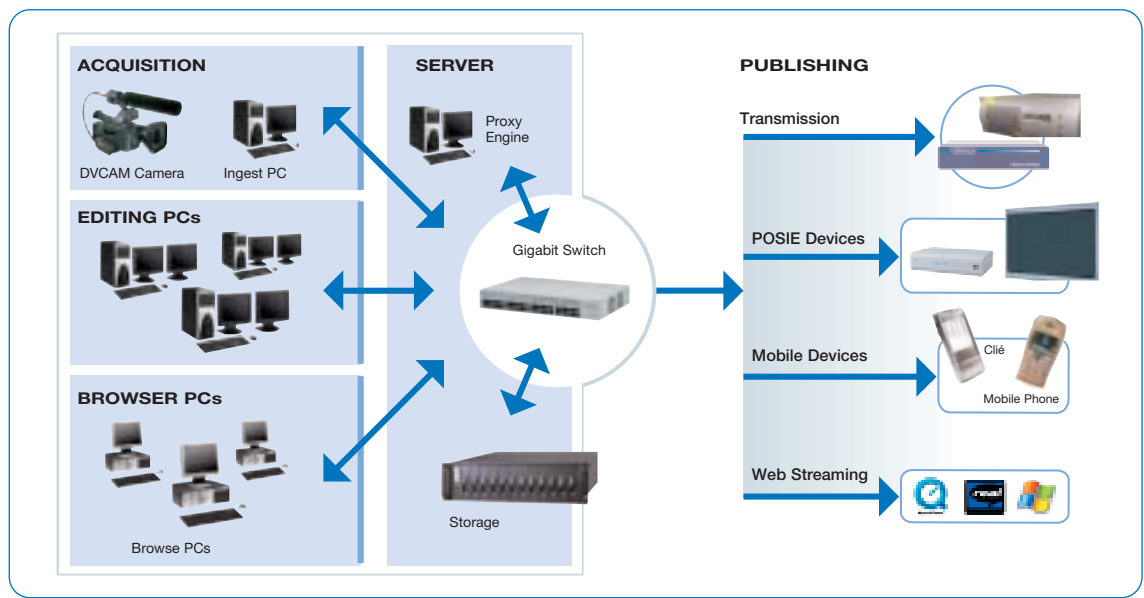 ACQUISITION
DVCAM Camera
Ingest PC
EDITING PCs
BROWSER PCs
Browse PCs
SERVER
Proxy
Engine
Gigabit Switch
Storage
PUBLISHING
Transmission
POSIE Devices
Mobile Devices
Clié
Mobile Phone
Web Streaming
real